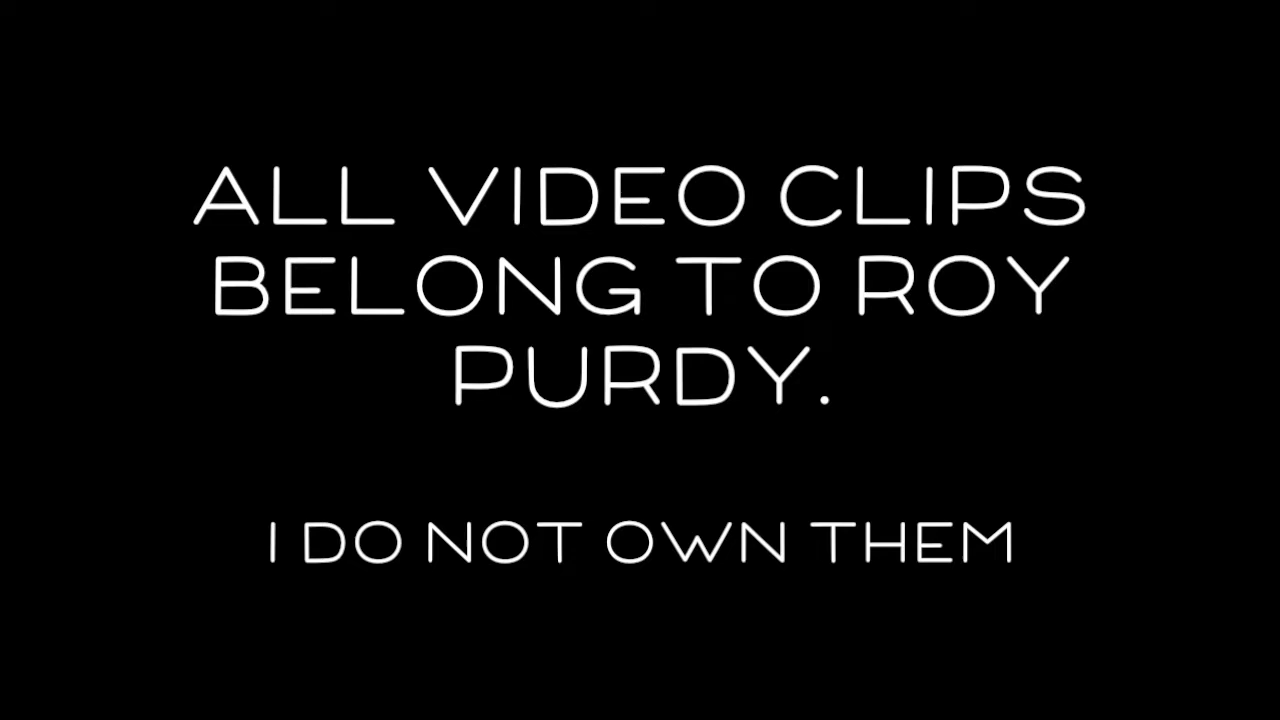 ALL VIDEO CLIPS
BELONG TO ROY
PURDY.
I DO NOT OWN THEM